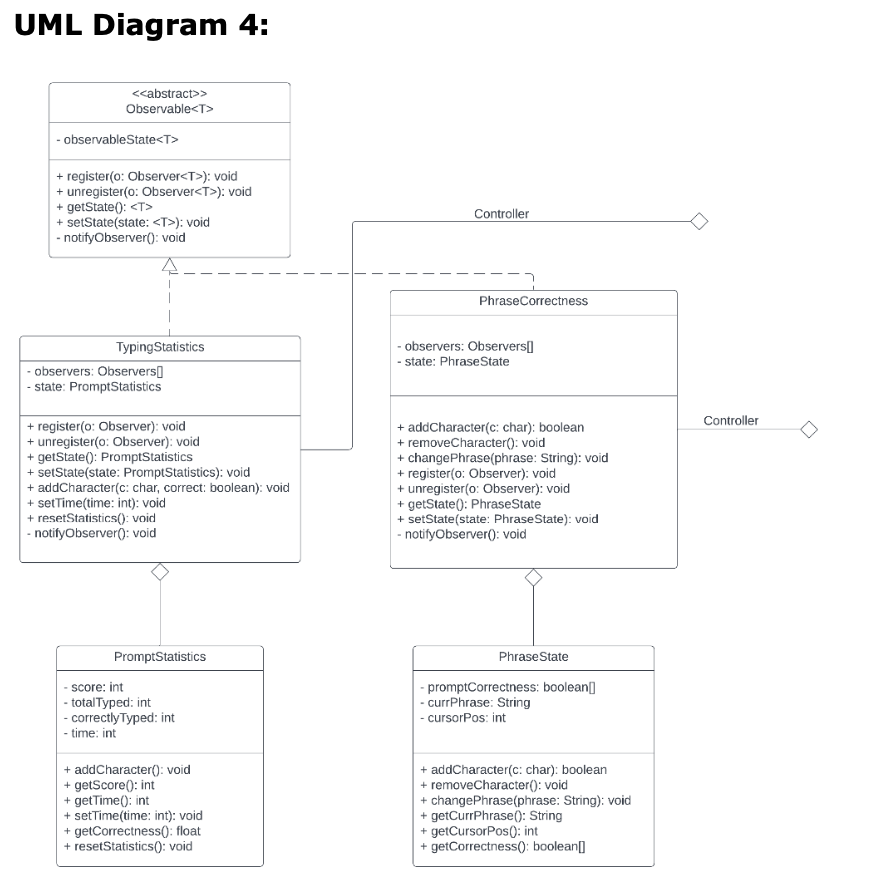 UML Diagram 4:
<<abstract>>
Observable<T>
- observableState<T>
+ register(o: Observer<T>): void
+ unregister(o: Observer<T>): void
+ getState(): <T>
+ setState(state: <T>): void
- notifyObserver(): void
Controller
PhraseCorrectness
- observers: Observers[]
- state: PhraseState
+ addCharacter(c: char): boolean
+ removeCharacter(): void
+ changePhrase(phrase: String): void
+ register(o: Observer): void
+ unregister(o: Observer): void
+ getState(): PhraseState
+ setState(state: PhraseState): void
- notifyObserver(): void
Controller
TypingStatistics
- observers: Observers[]
- state: PromptStatistics
+ register(o: Observer): void
+ unregister(o: Observer): void
+ getState(): PromptStatistics
+ setState(state: PromptStatistics): void
+ addCharacter(c: char, correct: boolean): void
+ setTime(time: int): void
+ resetStatistics(): void
- notifyObserver(): void
PromptStatistics
- score: int
- totalTyped: int
- correctlyTyped: int
- time: int
+ addCharacter(): void
+ getScore(): int
+ getTime(): int
+ setTime(time: int): void
+ getCorrectness(): float
+ resetStatistics(): void
PhraseState
- promptCorrectness: boolean[]
- currPhrase: String
- cursorPos: int
+ addCharacter(c: char): boolean
+ removeCharacter(): void
+ changePhrase(phrase: String): void
+ getCurrPhrase(): String
+ getCursorPos(): int
+ getCorrectness(): boolean[]